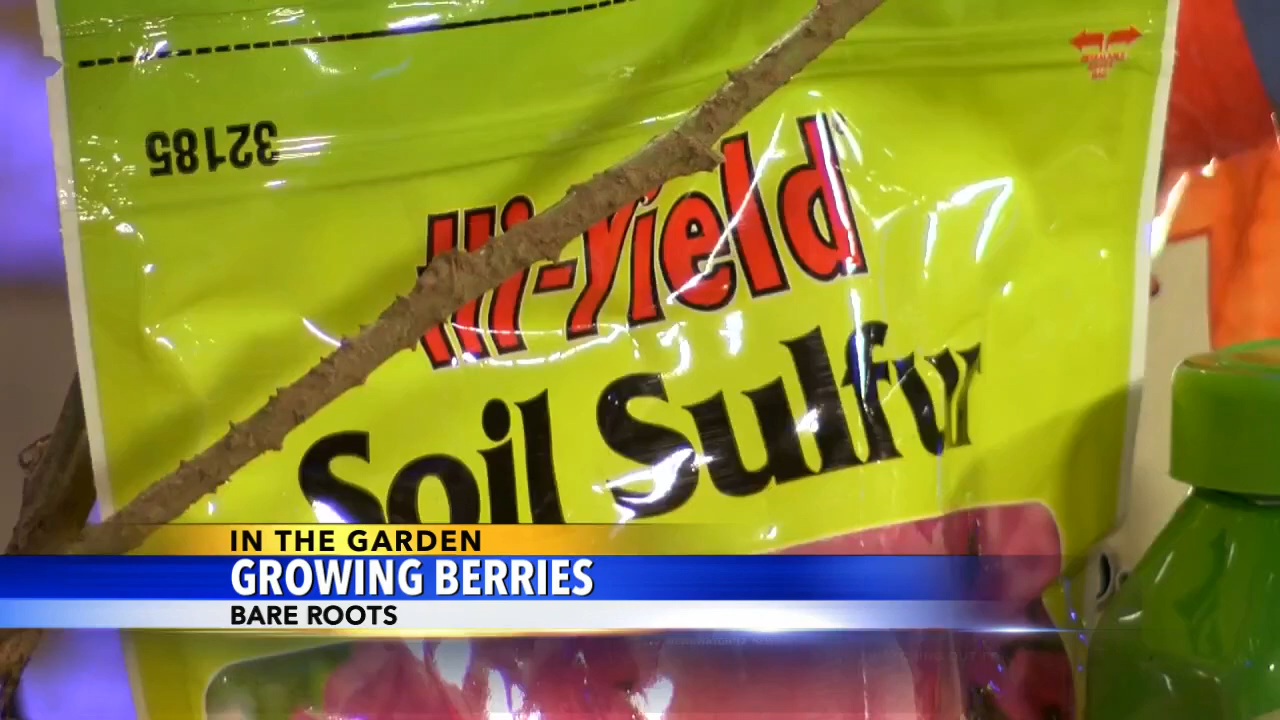 32185
Hi-Yield
Soil Sulfur
IN THE GARDEN
GROWING BERRIES
BARE ROOTS